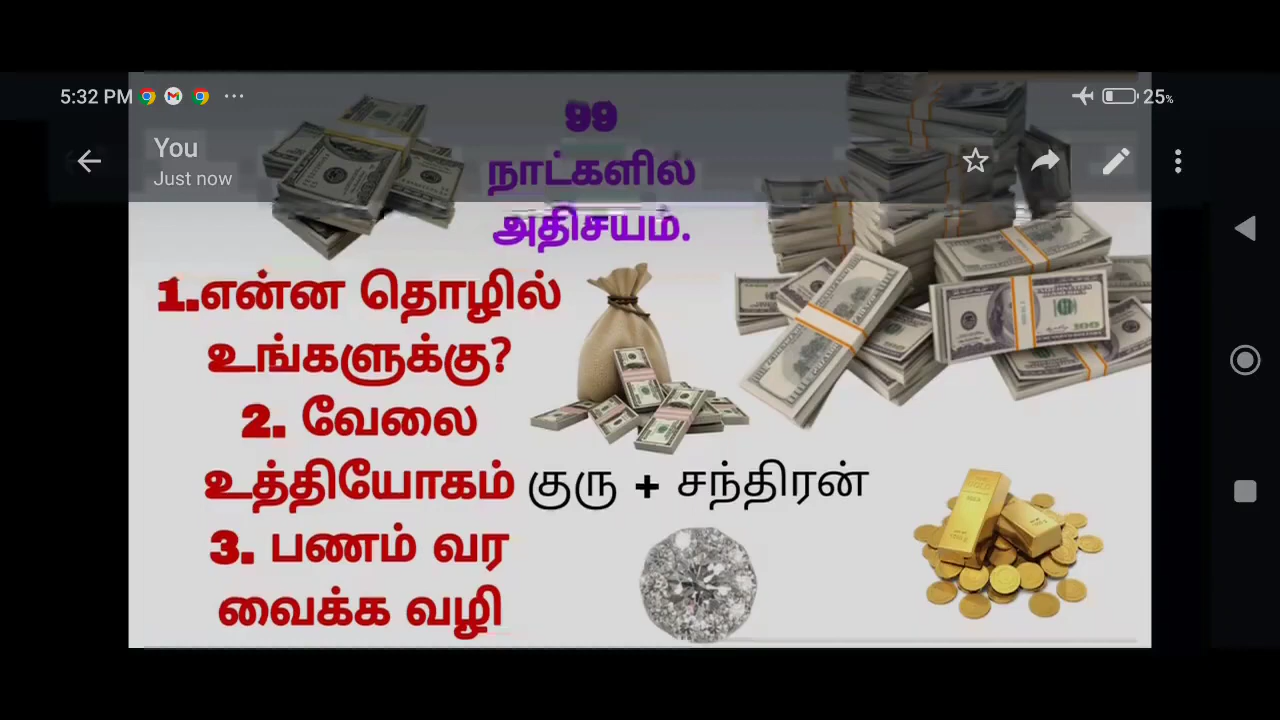 5:32 PM
25%
You
Just now
99
நாட்களில்
அதிசயம்.
1.என்ன தொழில்
உங்களுக்கு?
2. வேலை
உத்தியோகம் குரு + சந்திரன்
3. பணம் வர
வைக்க வழி
100